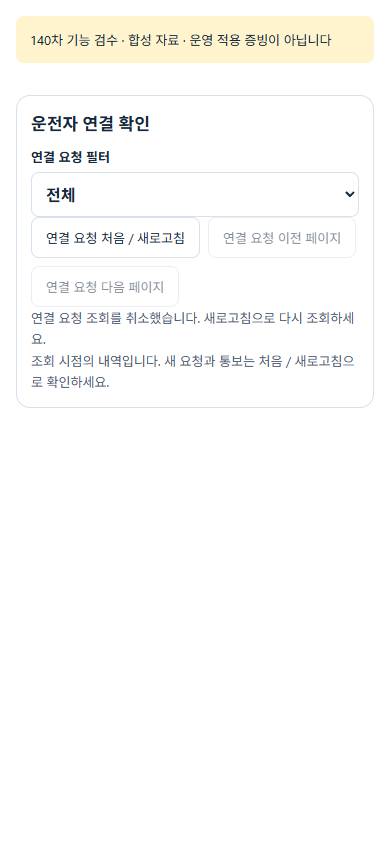 140차 기능 검수 · 합성 자료 · 운영 적용 증빙이 아닙니다
운전자 연결 확인
연결 요청 필터
전체
연결 요청 처음 / 새로고침
연결 요청 이전 페이지
연결 요청 다음 페이지
연결 요청 조회를 취소했습니다. 새로고침으로 다시 조회하세
요.
조회 시점의 내역입니다. 새 요청과 통보는 처음 / 새로고침으
로 확인하세요.